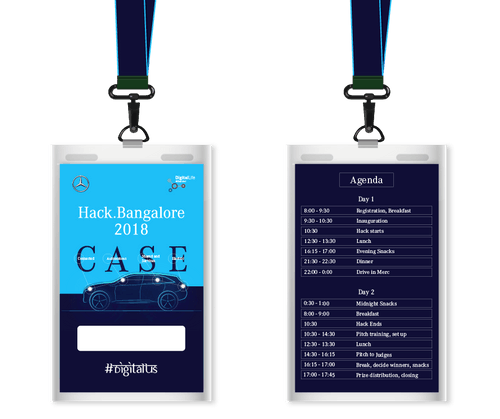 DigitalLife
Hack.Bangalore
2018
CASE
Connected
Autonomous
Shared and
Electric
#DIGITALUS
Agenda
Day 1
8:00 - 9:30 Registration, Breakfast
9:30 - 10:30 Inauguration
10:30 Hack starts
12:30 - 13:30 Lunch
16:15 - 17:00 Evening Snacks
21:30 - 22:30 Dinner
22:00 - 0:00 Drive in Merc
Day 2
0:30 - 1:00 Midnight Snacks
8:00 - 9:00 Breakfast
10:30 Hack Ends
10:30 - 14:30 Pitch training, set up
12:30 - 13:30 Lunch
14:30 - 16:15 Pitch to Judges
16:15 - 17:00 Break, decide winners, snacks
17:00 - 17:45 Prize distribution, closing